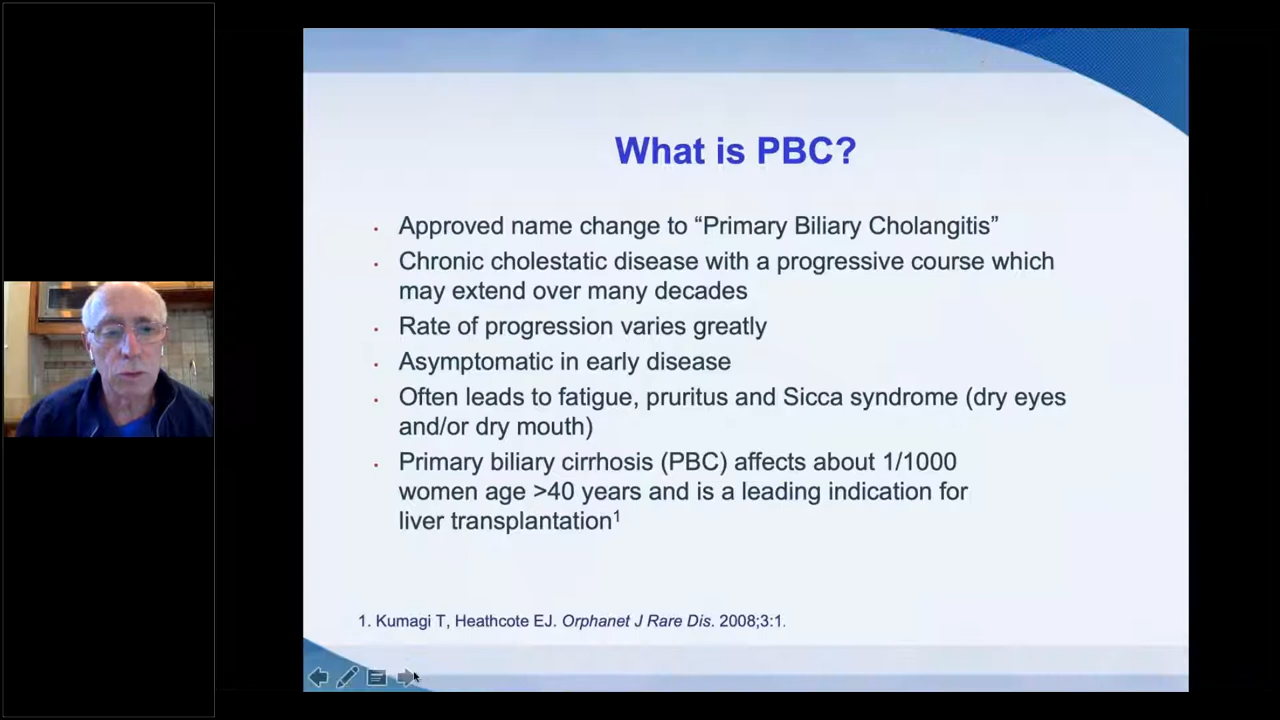 What is PBC?
Approved name change to “Primary Biliary Cholangitis”
Chronic cholestatic disease with a progressive course which
may extend over many decades
Rate of progression varies greatly
Asymptomatic in early disease
Often leads to fatigue, pruritus and Sicca syndrome (dry eyes
and/or dry mouth)
Primary biliary cirrhosis (PBC) affects about 1/1000
women age >40 years and is a leading indication for
liver transplantation¹
1. Kumagi T, Heathcote EJ. Orphanet J Rare Dis. 2008;3:1.